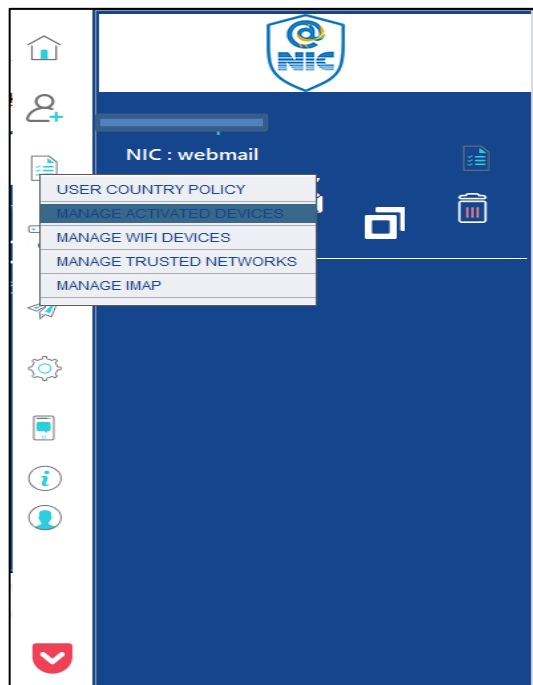 NIC
NIC : webmail
USER COUNTRY POLICY
MANAGE ACTIVATED DEVICES
MANAGE WIFI DEVICES
MANAGE TRUSTED NETWORKS
MANAGE IMAP